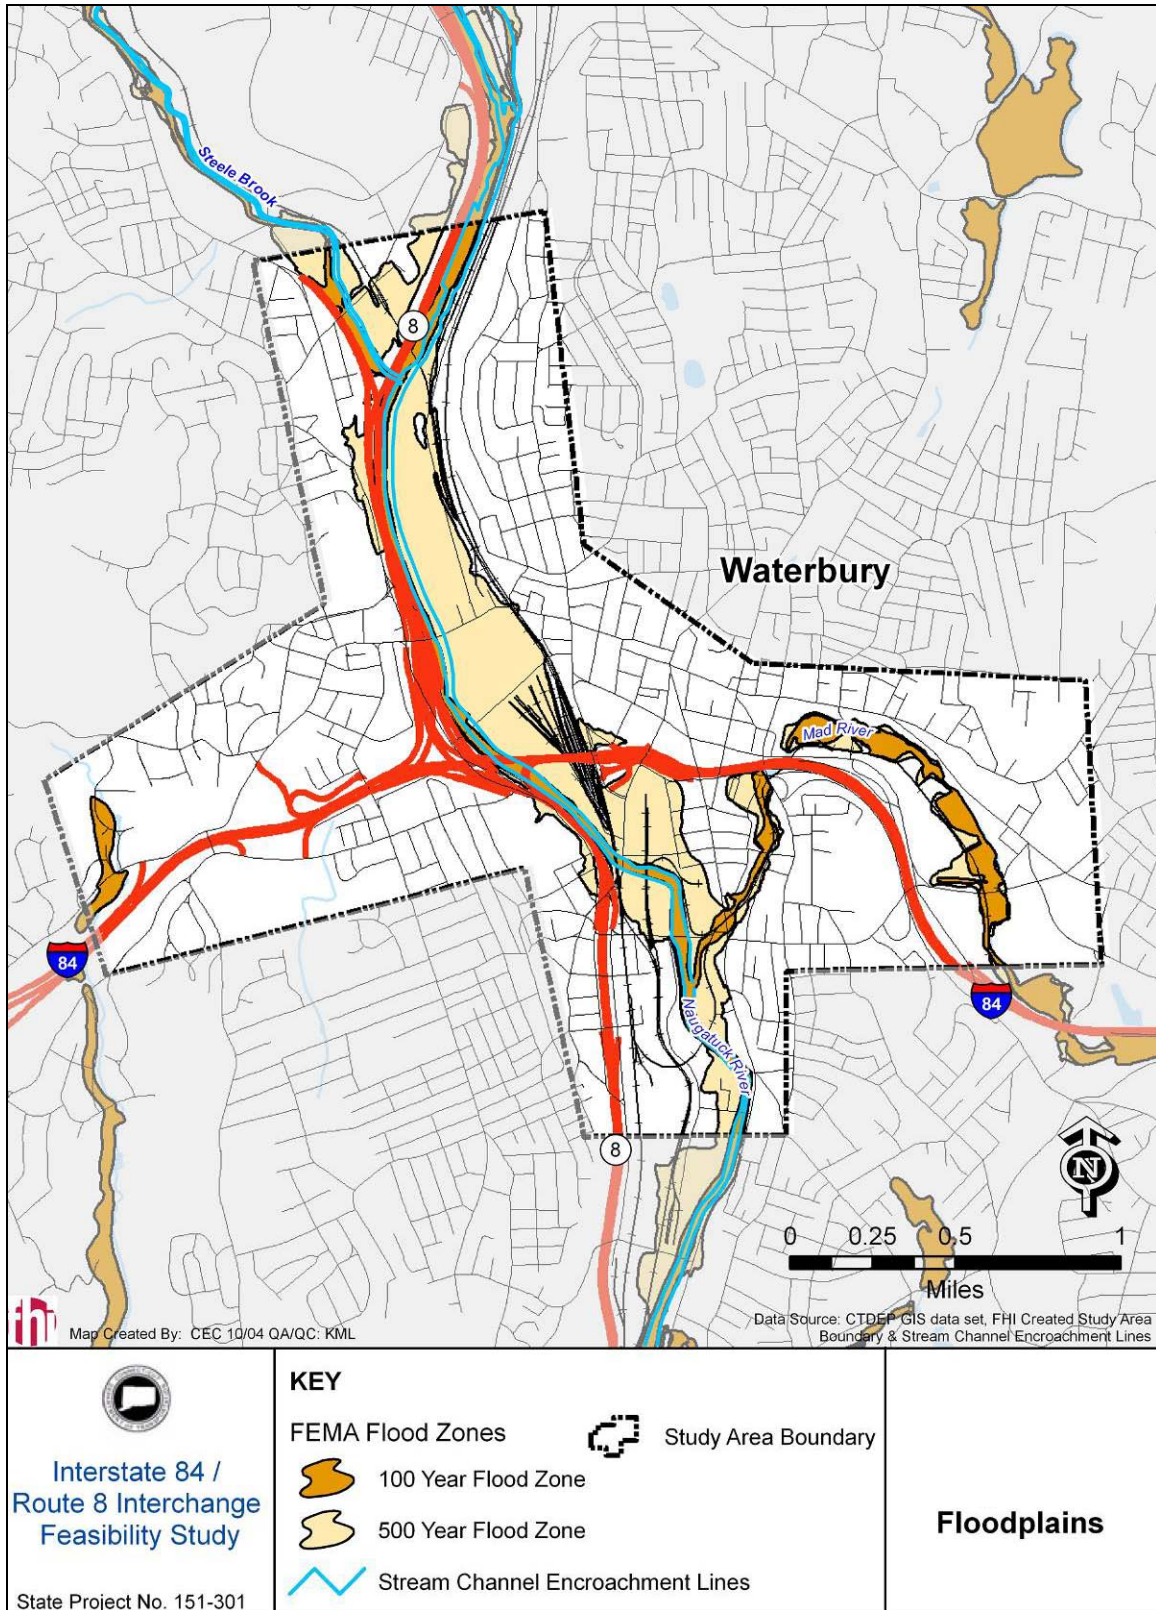 Steele Brook
8
Waterbury
Mad River
84
84
Naugatuck River
8
N
0 0.25 0.5 1
Miles
fhi
Map Created By: CEC 10/04 QA/QC: KML
Data Source: CTDEP GIS data set, FHI Created Study Area
Boundary & Stream Channel Encroachment Lines
Interstate 84 /
Route 8 Interchange
Feasibility Study
State Project No. 151-301
KEY
FEMA Flood Zones
Study Area Boundary
100 Year Flood Zone
500 Year Flood Zone
Stream Channel Encroachment Lines
Floodplains